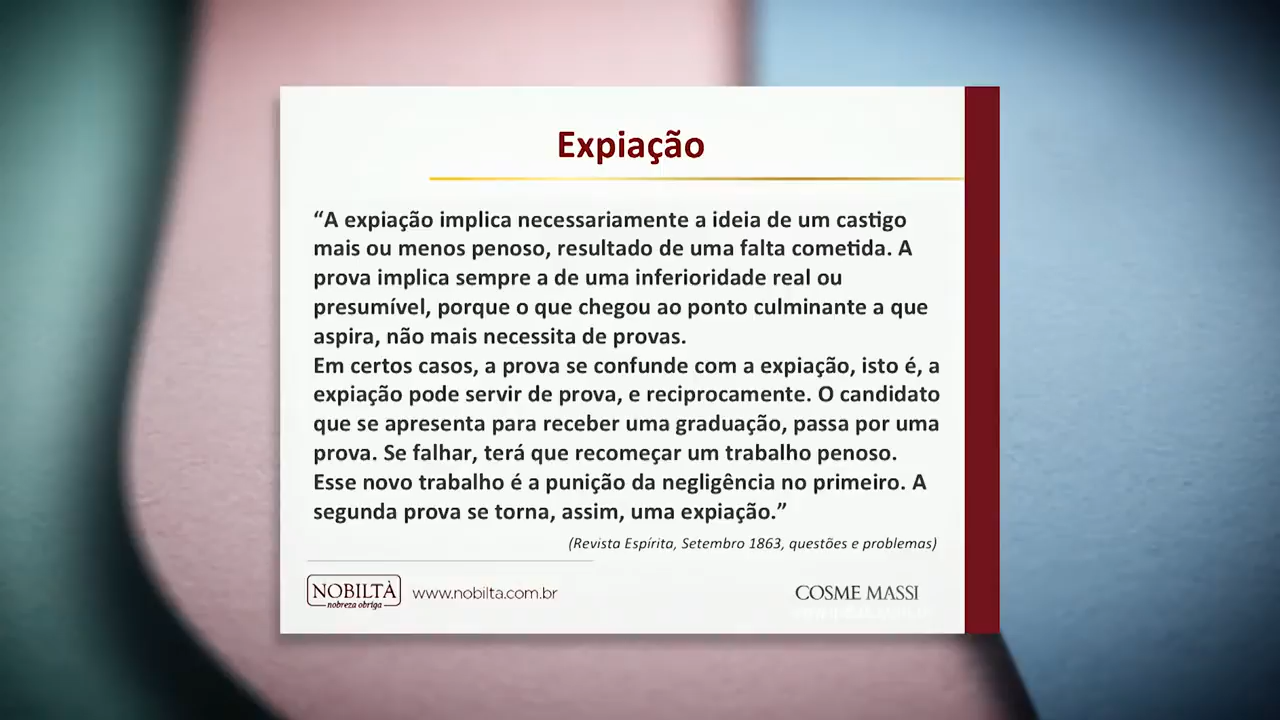 Expiação
“A expiação implica necessariamente a ideia de um castigo
mais ou menos penoso, resultado de uma falta cometida. A
prova implica sempre a de uma inferioridade real ou
presumível, porque o que chegou ao ponto culminante a que
aspira, não mais necessita de provas.
Em certos casos, a prova se confunde com a expiação, isto é, a
expiação pode servir de prova, e reciprocamente. O candidato
que se apresenta para receber uma graduação, passa por uma
prova. Se falhar, terá que recomeçar um trabalho penoso.
Esse novo trabalho é a punição da negligência no primeiro. A
segunda prova se torna, assim, uma expiação.”
(Revista Espírita, Setembro 1863, questões e problemas)
NOBILTÀ
nobreza obriga
www.nobilta.com.br
COSME MASSI